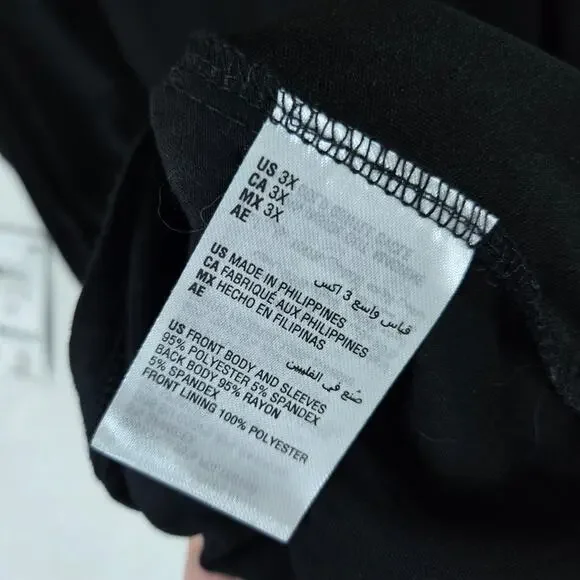 US 3X
CA 3X
MX 3X
AE
قياس واسع 3 اكس
US MADE IN PHILIPPINES
CA FABRIQUÉ AUX PHILIPPINES
MX HECHO EN FILIPINAS
AE
صُنع في الفلبين
US FRONT BODY AND SLEEVES
95% POLYESTER 5% SPANDEX
BACK BODY 95% RAYON
5% SPANDEX
FRONT LINING 100% POLYESTER